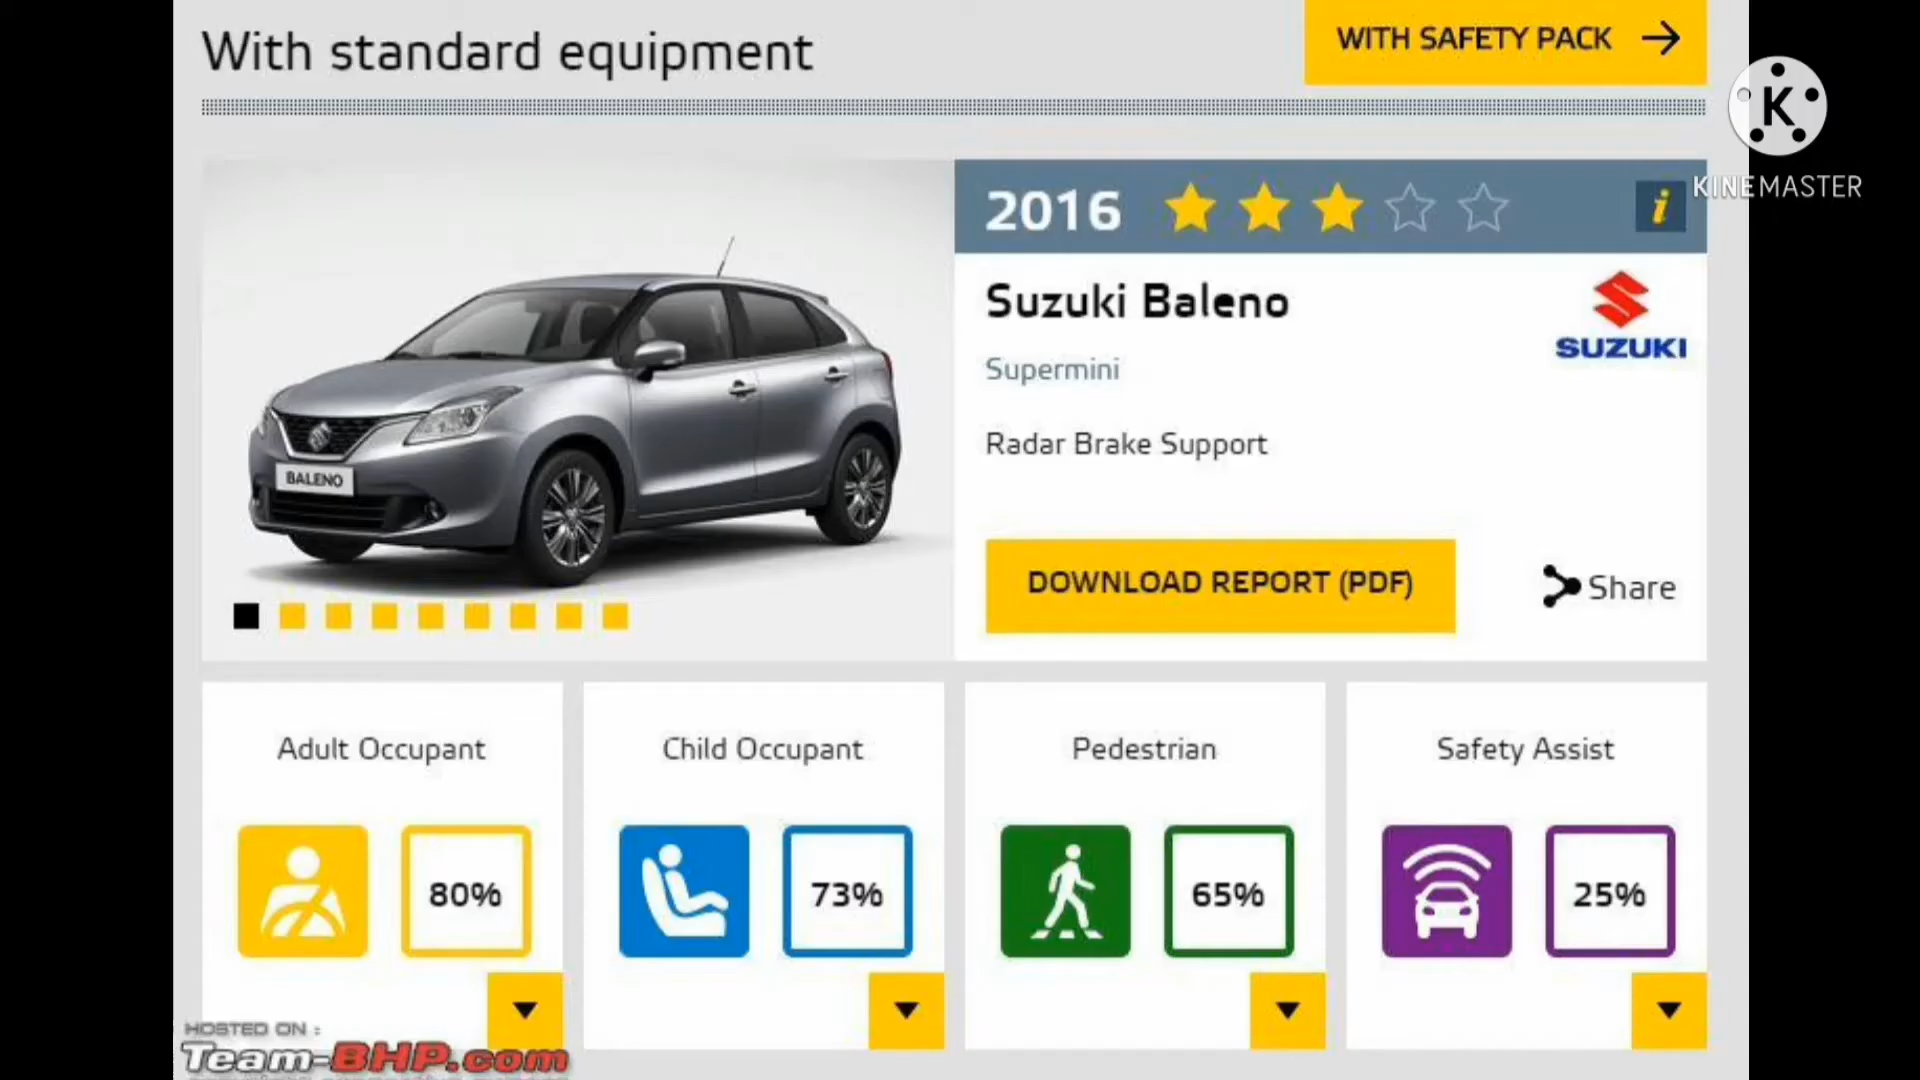 With standard equipment
WITH SAFETY PACK
K
KINEMASTER
2016
i
Suzuki Baleno
SUZUKI
Supermini
Radar Brake Support
BALENO
DOWNLOAD REPORT (PDF)
Share
Adult Occupant
Child Occupant
Pedestrian
Safety Assist
80%
73%
65%
25%
HOSTED ON :
Team-BHP.com